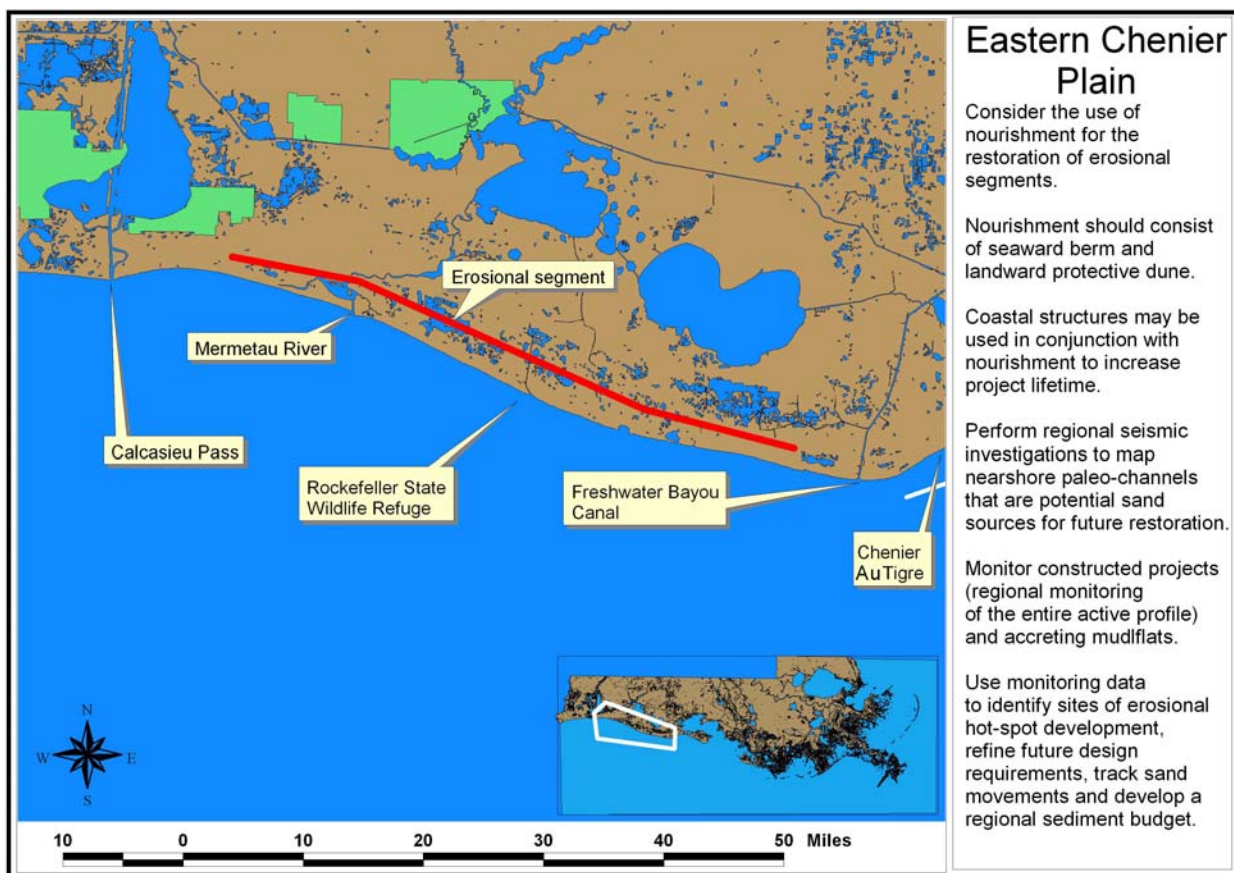 Eastern Chenier
Plain
Consider the use of
nourishment for the
restoration of erosional
segments.
Nourishment should consist
of seaward berm and
landward protective dune.
Coastal structures may be
used in conjunction with
nourishment to increase
project lifetime.
Perform regional seismic
investigations to map
nearshore paleo-channels
that are potential sand
sources for future restoration.
Monitor constructed projects
(regional monitoring
of the entire active profile)
and accreting mudlflats.
Use monitoring data
to identify sites of erosional
hot-spot development,
refine future design
requirements, track sand
movements and develop a
regional sediment budget.
Erosional segment
Mermetau River
Calcasieu Pass
Rockefeller State
Wildlife Refuge
Freshwater Bayou
Canal
Chenier
Au Tigre
N
W E
S
10 0 10 20 30 40 50 Miles